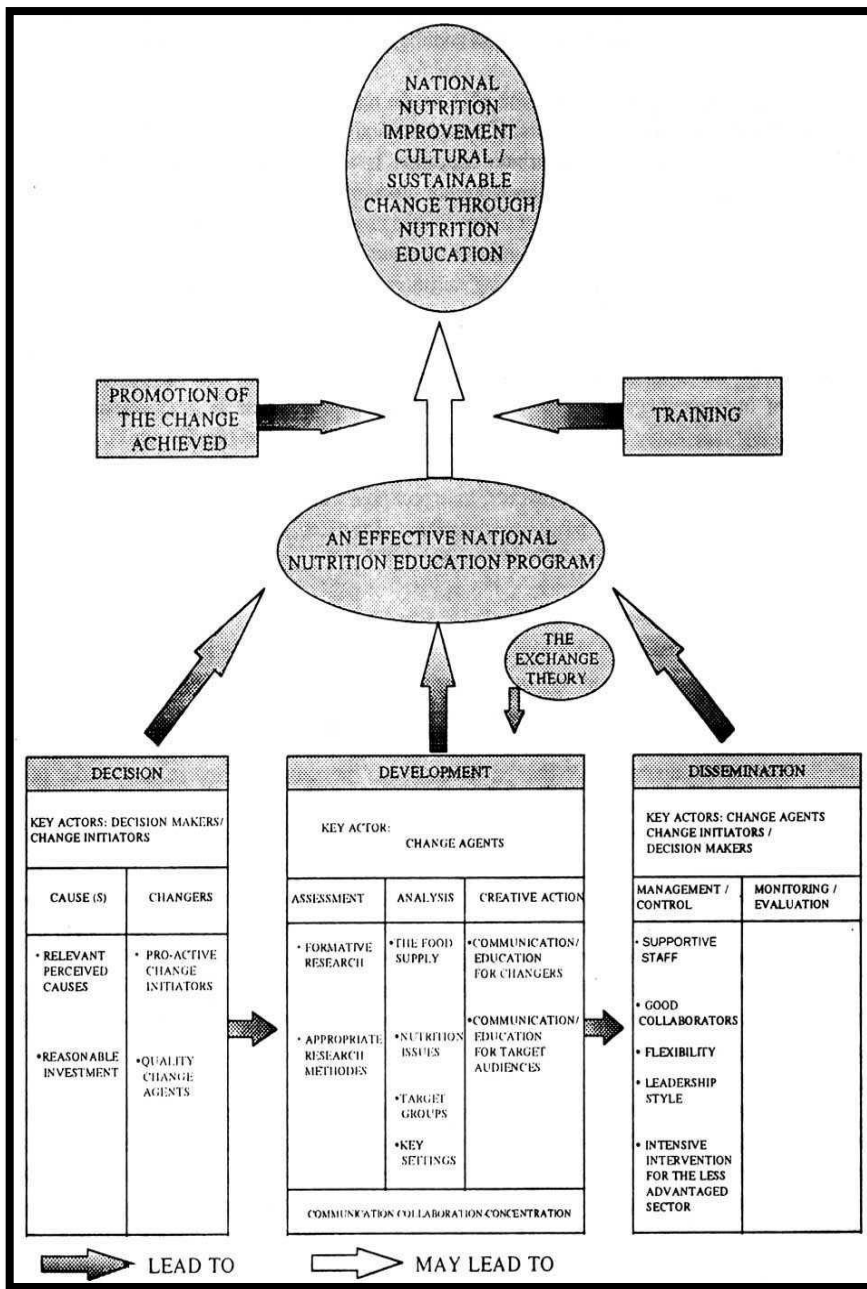 NATIONAL
NUTRITION
IMPROVEMENT
CULTURAL /
SUSTAINABLE
CHANGE THROUGH
NUTRITION
EDUCATION
PROMOTION OF
THE CHANGE
ACHIEVED
TRAINING
AN EFFECTIVE NATIONAL
NUTRITION EDUCATION PROGRAM
THE
EXCHANGE
THEORY
DECISION
KEY ACTORS: DECISION MAKERS/
CHANGE INITIATORS
CAUSE (S)
CHANGERS
• RELEVANT
PERCEIVED
CAUSES
• REASONABLE
INVESTMENT
• PRO-ACTIVE
CHANGE
INITIATORS
• QUALITY
CHANGE
AGENTS
DEVELOPMENT
KEY ACTOR:
CHANGE AGENTS
ASSESSMENT
ANALYSIS
CREATIVE ACTION
• FORMATIVE
RESEARCH
• APPROPRIATE
RESEARCH
METHODES
• THE FOOD
SUPPLY
• NUTRITION
ISSUES
• TARGET
GROUPS
• KEY
SETTINGS
• COMMUNICATION/
EDUCATION
FOR CHANGERS
• COMMUNICATION/
EDUCATION
FOR TARGET
AUDIENCES
COMMUNICATION COLLABORATION CONCENTRATION
DISSEMINATION
KEY ACTORS: CHANGE AGENTS
CHANGE INITIATORS /
DECISION MAKERS
MANAGEMENT /
CONTROL
MONITORING /
EVALUATION
• SUPPORTIVE
STAFF
• GOOD
COLLABORATORS
• FLEXIBILITY
• LEADERSHIP
STYLE
• INTENSIVE
INTERVENTION
FOR THE LESS
ADVANTAGED
SECTOR
LEAD TO
MAY LEAD TO